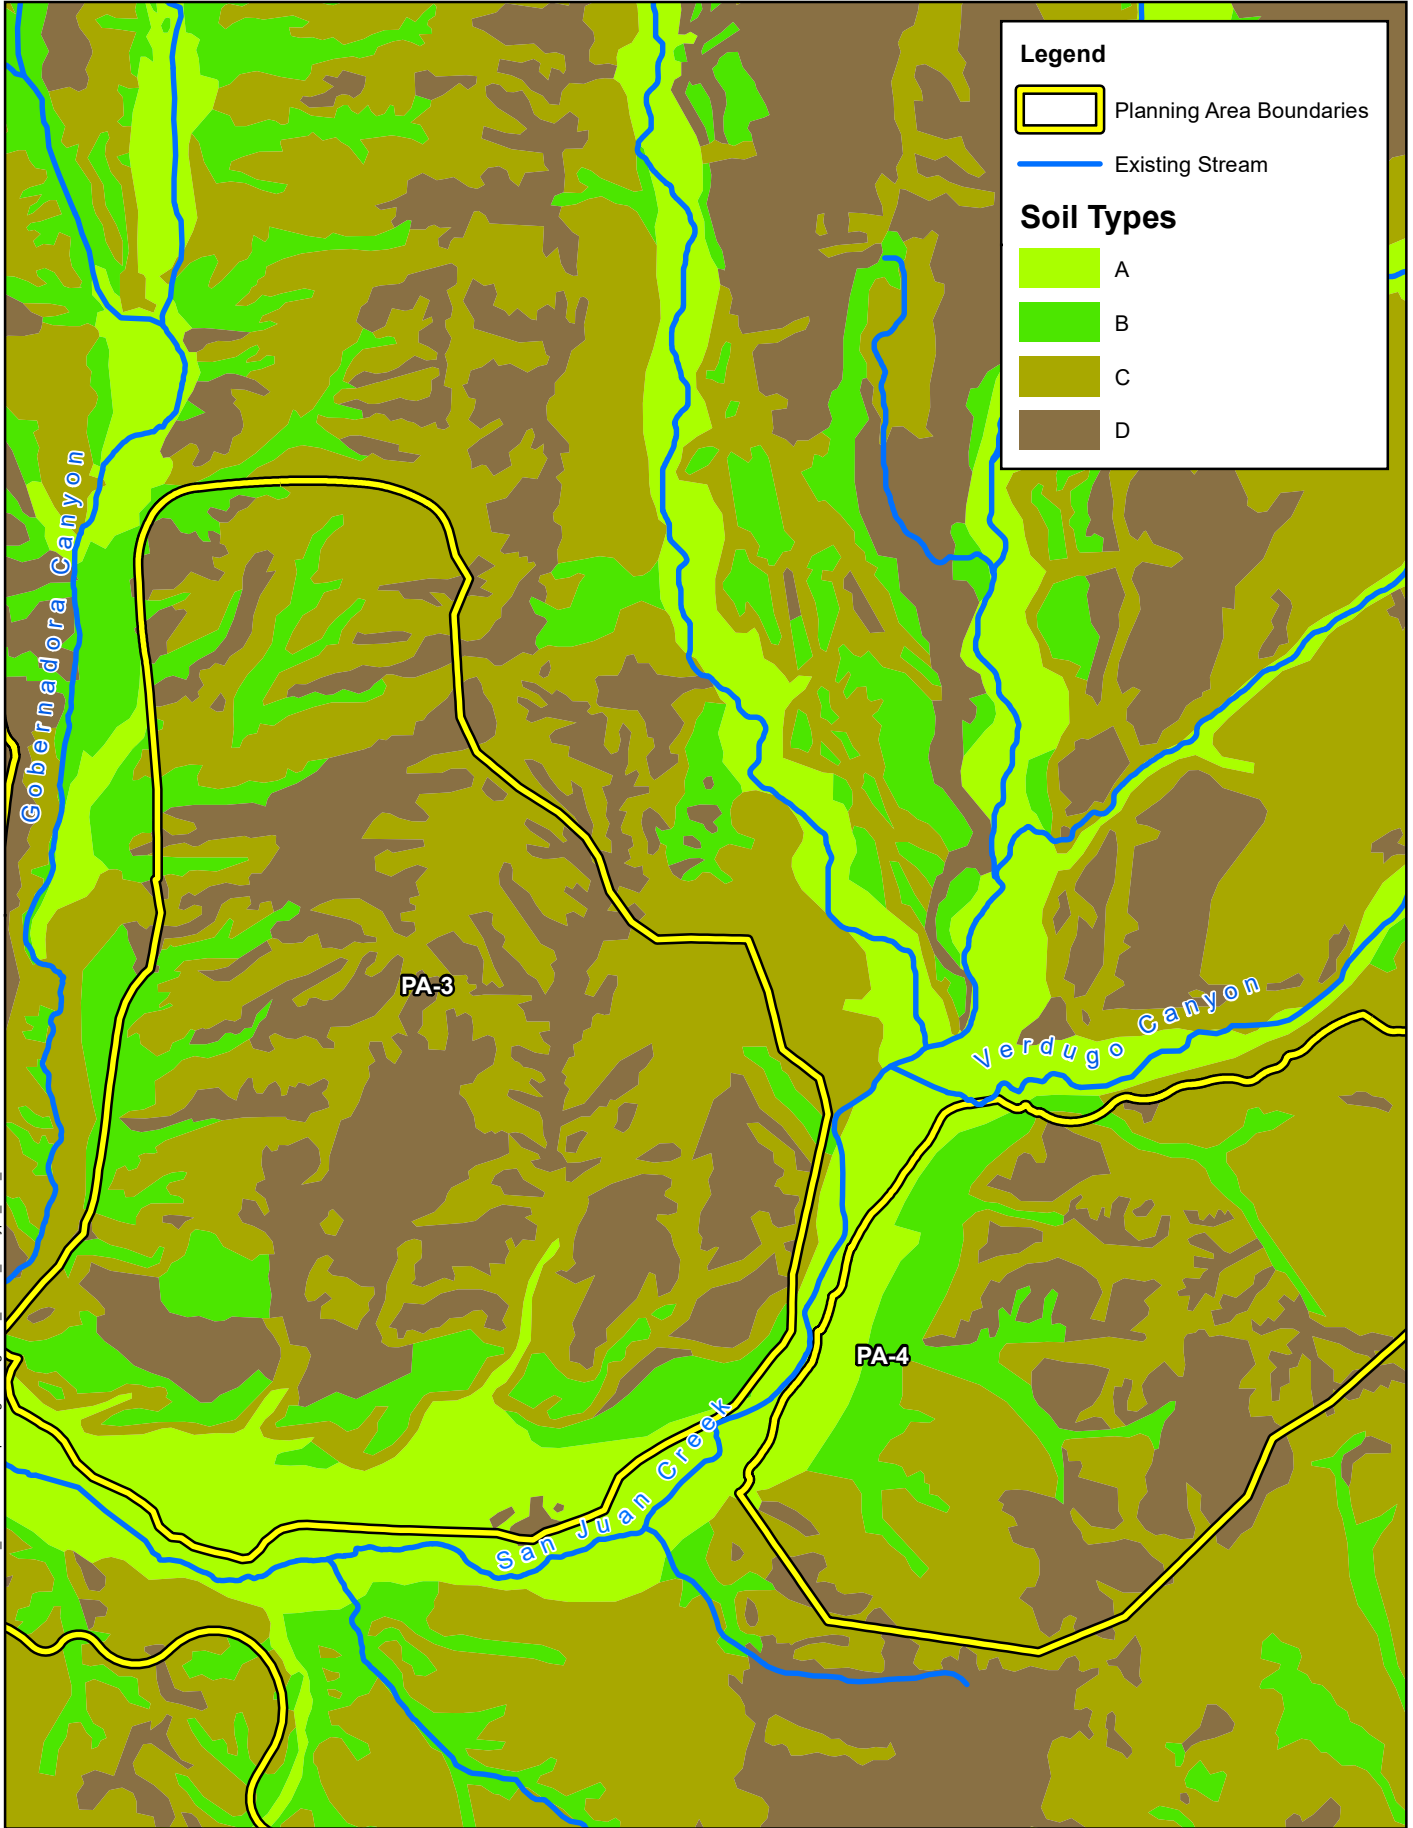 Legend
Planning Area Boundaries
Existing Stream
Soil Types
A
B
C
D
Gobernadora Canyon
PA-3
Verdugo Canyon
PA-4
San Juan Creek